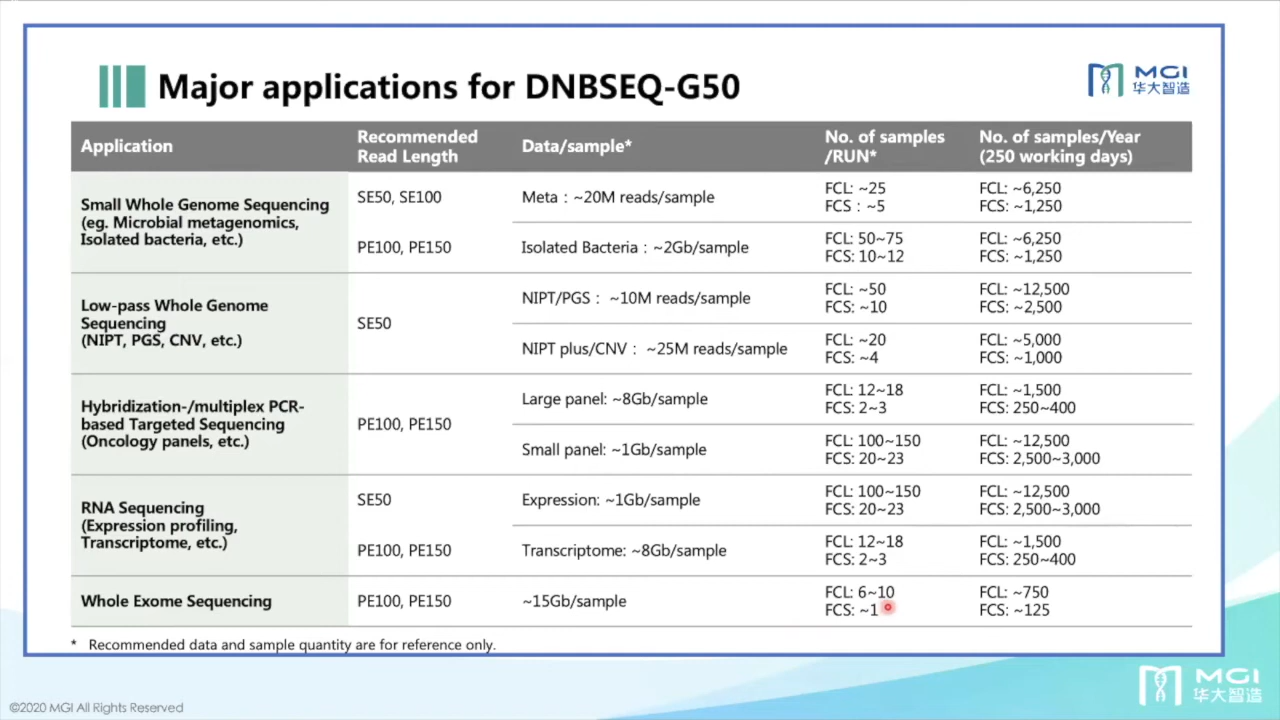 Major applications for DNBSEQ-G50
MGI
华大智造
Application
Recommended
Read Length
Data/sample*
No. of samples
/RUN*
No. of samples/Year
(250 working days)
Small Whole Genome Sequencing
(eg. Microbial metagenomics,
Isolated bacteria, etc.)
SE50, SE100
Meta：~20M reads/sample
FCL: ~25
FCS：~5
FCL: ~6,250
FCS: ~1,250
PE100, PE150
Isolated Bacteria：~2Gb/sample
FCL: 50~75
FCS: 10~12
FCL: ~6,250
FCS: ~1,250
Low-pass Whole Genome
Sequencing
(NIPT, PGS, CNV, etc.)
SE50
NIPT/PGS： ~10M reads/sample
FCL: ~50
FCS: ~10
FCL: ~12,500
FCS: ~2,500
NIPT plus/CNV： ~25M reads/sample
FCL: ~20
FCS: ~4
FCL: ~5,000
FCS: ~1,000
Hybridization-/multiplex PCR-
based Targeted Sequencing
(Oncology panels, etc.)
PE100, PE150
Large panel: ~8Gb/sample
FCL: 12~18
FCS: 2~3
FCL: ~1,500
FCS: 250~400
Small panel: ~1Gb/sample
FCL: 100~150
FCS: 20~23
FCL: ~12,500
FCS: 2,500~3,000
RNA Sequencing
(Expression profiling,
Transcriptome, etc.)
SE50
Expression: ~1Gb/sample
FCL: 100~150
FCS: 20~23
FCL: ~12,500
FCS: 2,500~3,000
PE100, PE150
Transcriptome: ~8Gb/sample
FCL: 12~18
FCS: 2~3
FCL: ~1,500
FCS: 250~400
Whole Exome Sequencing
PE100, PE150
~15Gb/sample
FCL: 6~10
FCS: ~1
FCL: ~750
FCS: ~125
* Recommended data and sample quantity are for reference only.
MGI
华大智造
©2020 MGI All Rights Reserved